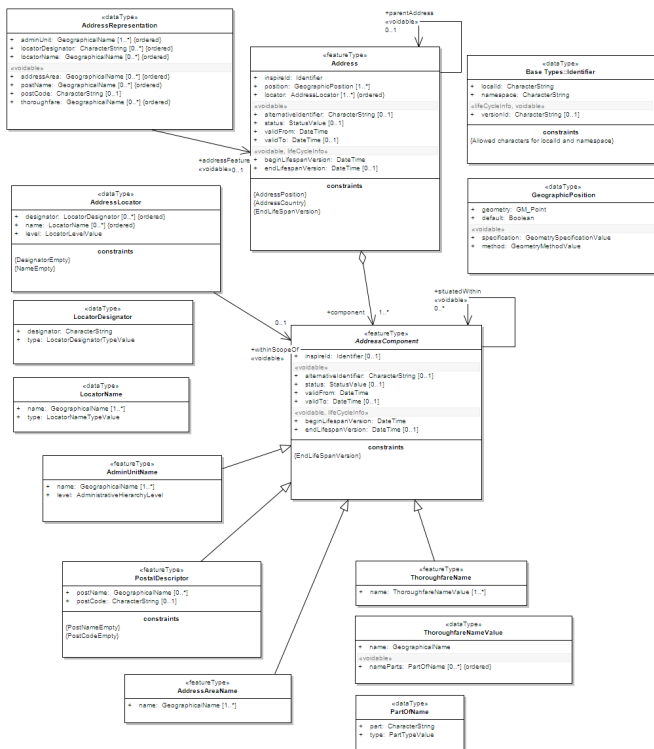 «dataType»
AddressRepresentation
+ adminUnit: GeographicalName [1..*] {ordered}
+ locatorDesignator: CharacterString [0..*] {ordered}
+ locatorName: GeographicalName [0..*] {ordered}
«voidable»
+ addressArea: GeographicalName [0..*] {ordered}
+ postName: GeographicalName [0..*] {ordered}
+ postCode: CharacterString [0..1]
+ thoroughfare: GeographicalName [0..*] {ordered}
+parentAddress
«voidable»
0..1
«featureType»
Address
+ inspireId: Identifier
+ position: GeographicPosition [1..*]
+ locator: AddressLocator [1..*] {ordered}
«voidable»
+ alternativeIdentifier: CharacterString [0..1]
+ status: StatusValue [0..1]
+ validFrom: DateTime
+ validTo: DateTime [0..1]
«voidable, lifeCycleInfo»
+ beginLifespanVersion: DateTime
+ endLifespanVersion: DateTime [0..1]
constraints
{AddressPosition}
{AddressCountry}
{EndLifeSpanVersion}
«dataType»
Base Types::Identifier
+ localId: CharacterString
+ namespace: CharacterString
«lifeCycleInfo, voidable»
+ versionId: CharacterString [0..1]
constraints
{Allowed characters for localId and namespace}
+addressFeature
«voidable» 0..1
«dataType»
GeographicPosition
+ geometry: GM_Point
+ default: Boolean
«voidable»
+ specification: GeometrySpecificationValue
+ method: GeometryMethodValue
«dataType»
AddressLocator
+ designator: LocatorDesignator [0..*] {ordered}
+ name: LocatorName [0..*] {ordered}
+ level: LocatorLevelValue
constraints
{DesignatorEmpty}
{NameEmpty}
+situatedWithin
«voidable»
0..*
+component 1..*
0..1
+withinScopeOf
«voidable»
«dataType»
LocatorDesignator
+ designator: CharacterString
+ type: LocatorDesignatorTypeValue
«featureType»
AddressComponent
+ inspireId: Identifier [0..1]
«voidable»
+ alternativeIdentifier: CharacterString [0..1]
+ status: StatusValue [0..1]
+ validFrom: DateTime
+ validTo: DateTime [0..1]
«voidable, lifeCycleInfo»
+ beginLifespanVersion: DateTime
+ endLifespanVersion: DateTime [0..1]
constraints
{EndLifeSpanVersion}
«dataType»
LocatorName
+ name: GeographicalName [1..*]
+ type: LocatorNameTypeValue
«featureType»
AdminUnitName
+ name: GeographicalName [1..*]
+ level: AdministrativeHierarchyLevel
«featureType»
PostalDescriptor
+ postName: GeographicalName [0..*]
+ postCode: CharacterString [0..1]
constraints
{PostNameEmpty}
{PostCodeEmpty}
«featureType»
ThoroughfareName
+ name: ThoroughfareNameValue [1..*]
«dataType»
ThoroughfareNameValue
+ name: GeographicalName
«voidable»
+ nameParts: PartOfName [0..*] {ordered}
«featureType»
AddressAreaName
+ name: GeographicalName [1..*]
«dataType»
PartOfName
+ part: CharacterString
+ type: PartTypeValue